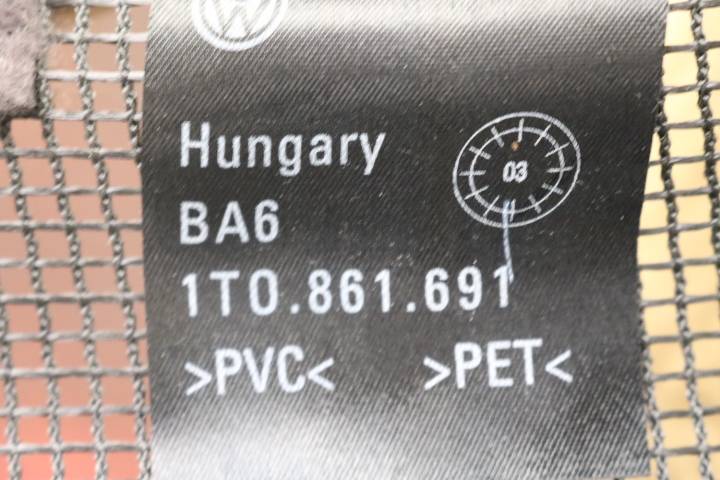 Hungary
03
BA6
1T0.861.691
>PVC< >PET<